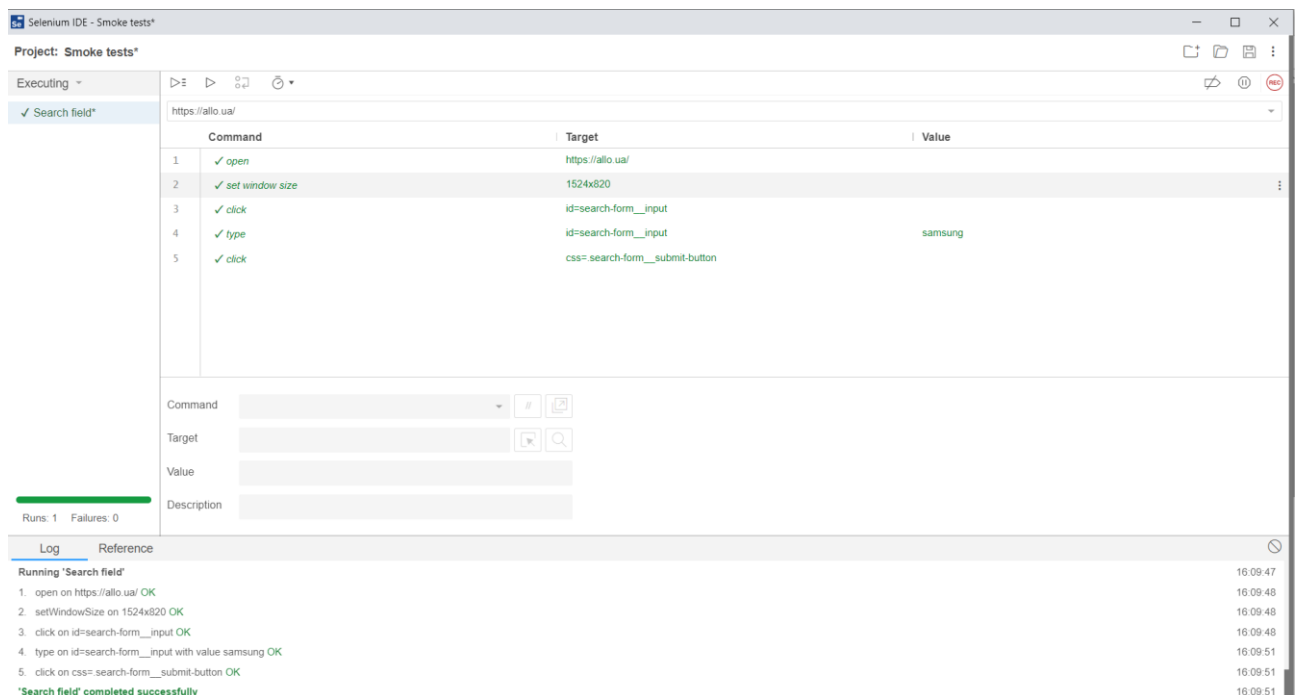 Selenium IDE - Smoke tests*
Project: Smoke tests*
Executing
REC
✓ Search field*
https://allo.ua/
Command Target Value
1 ✓ open https://allo.ua/
2 ✓ set window size 1524x820
3 ✓ click id=search-form__input
4 ✓ type id=search-form__input samsung
5 ✓ click css=.search-form__submit-button
Command //
Target
Value
Description
Runs: 1 Failures: 0
Log Reference
Running 'Search field' 16:09:47
1. open on https://allo.ua/ OK 16:09:48
2. setWindowSize on 1524x820 OK 16:09:48
3. click on id=search-form__input OK 16:09:48
4. type on id=search-form__input with value samsung OK 16:09:51
5. click on css=.search-form__submit-button OK 16:09:51
'Search field' completed successfully 16:09:51